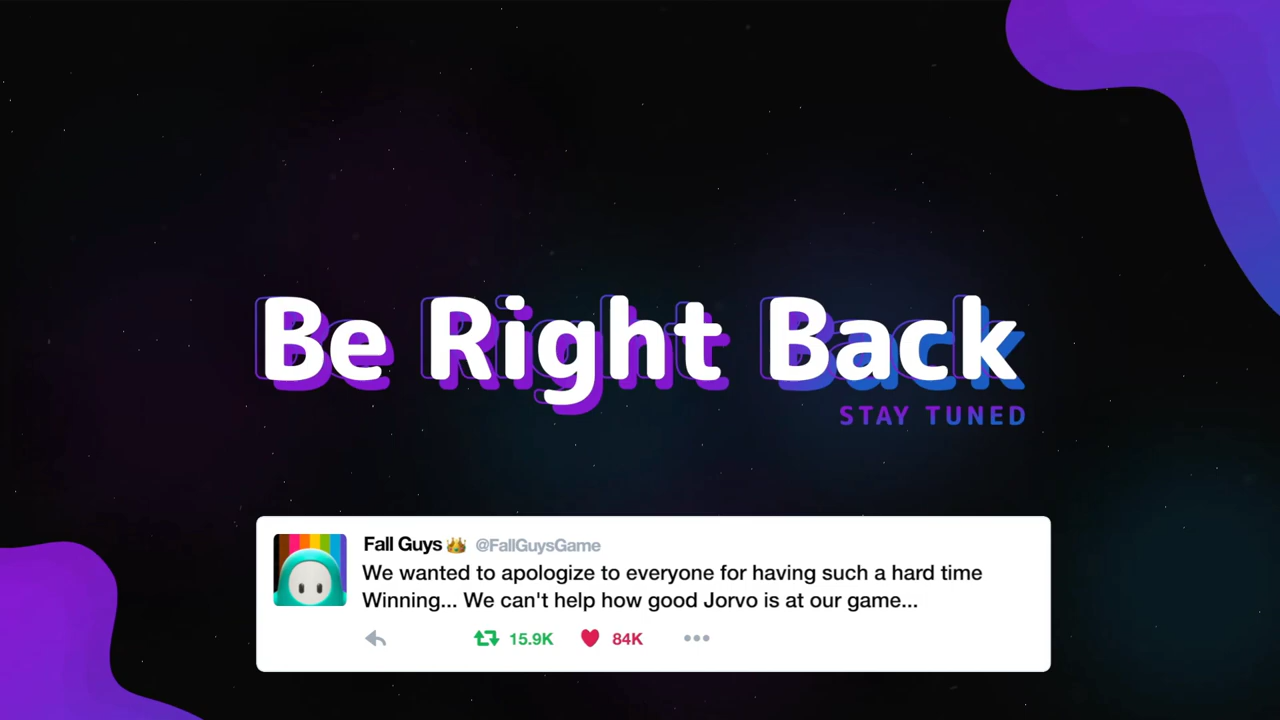 Be Right Back
STAY TUNED
Fall Guys👑 @FallGuysGame
We wanted to apologize to everyone for having such a hard time
Winning... We can't help how good Jorvo is at our game...
15.9K 84K